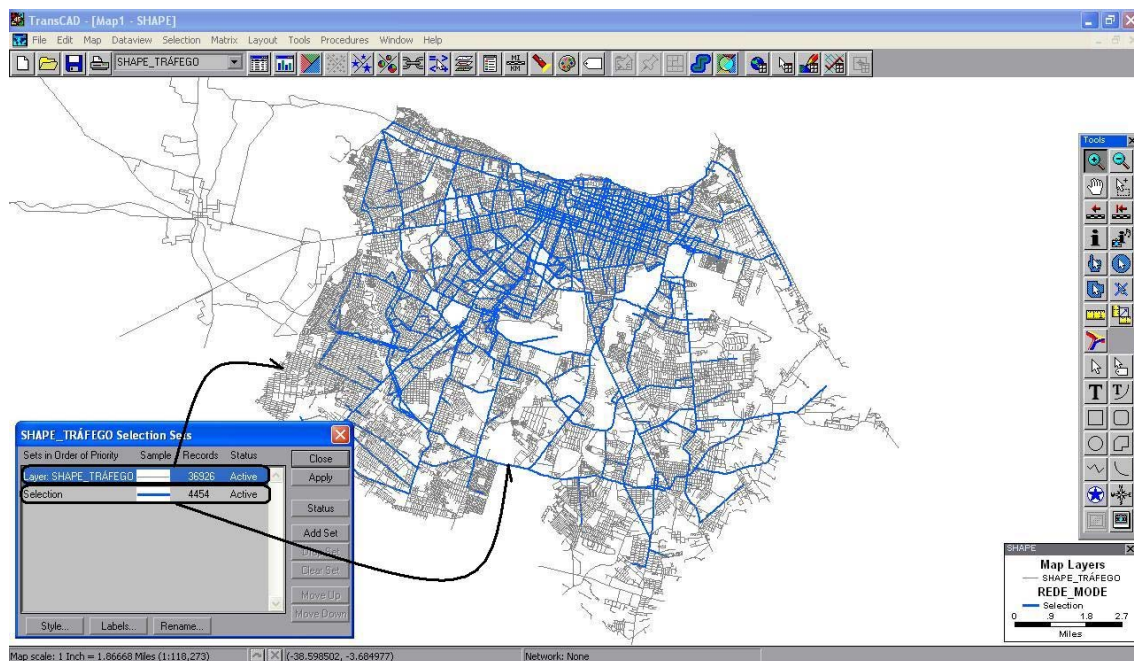 TransCAD - [Map1 - SHAPE]
File Edit Map Dataview Selection Matrix Layout Tools Procedures Window Help
SHAPE_TRÁFEGO
MI
KM
Tools
T T
SHAPE_TRÁFEGO Selection Sets
Sets in Order of Priority Sample Records Status
Layer: SHAPE_TRÁFEGO 36926 Active
Selection 4454 Active
Close
Apply
Status
Add Set
Drop Set
Clear Set
Move Up
Move Down
Style... Labels... Rename...
SHAPE
Map Layers
SHAPE_TRÁFEGO
REDE_MODE
Selection
0 .9 1.8 2.7
Miles
Map scale: 1 Inch = 1.86668 Miles (1:118,273) (-38.598502, -3.684977) Network: None